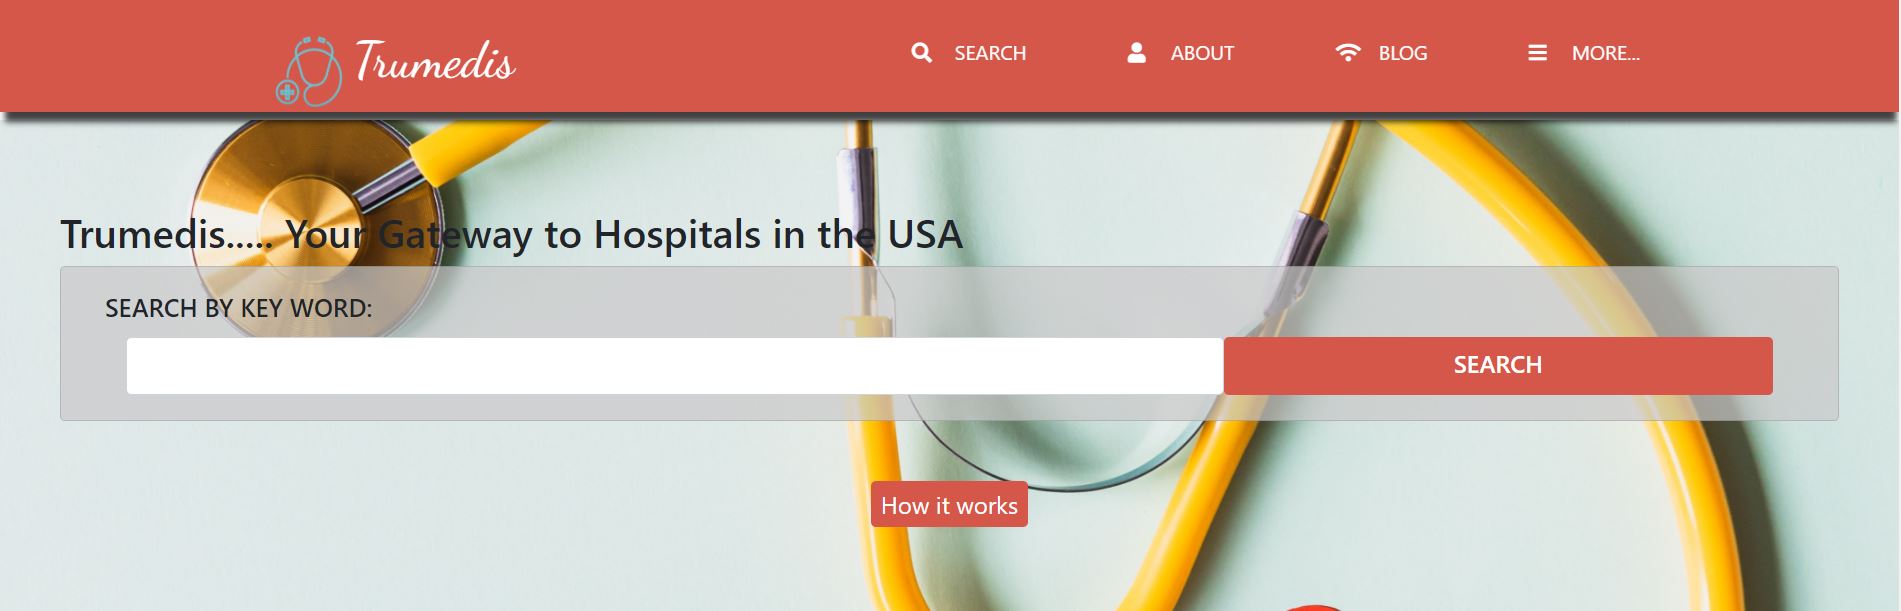 Trumedis
SEARCH
ABOUT
BLOG
MORE...
Trumedis..... Your Gateway to Hospitals in the USA
SEARCH BY KEY WORD:
SEARCH
How it works